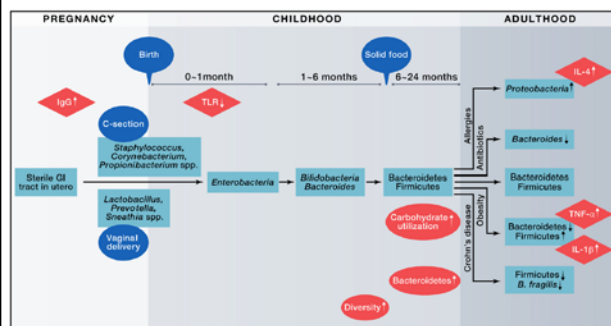 PREGNANCY
CHILDHOOD
ADULTHOOD
Birth
Solid food
0~1month
1~6 months
6~24 months
IgG↑
TLR↓
IL-4↑
C-section
Staphylococcus,
Corynebacterium,
Propionibacterium spp.
Proteobacteria↑
Allergies
Antibiotics
Bacteroides↓
Sterile GI
tract in utero
Enterobacteria
Bifidobacteria
Bacteroides
Bacteroidetes
Firmicutes
Bacteroidetes
Firmicutes
Lactobacillus,
Prevotella,
Sneathia spp.
Vaginal
delivery
Carbohydrate
utilization↑
Crohn's disease
Obesity
TNF-α↑
Bacteroidetes↓
Firmicutes↑
IL-1β↑
Bacteroidetes↑
Firmicutes↓
B. fragilis↓
Diversity↑